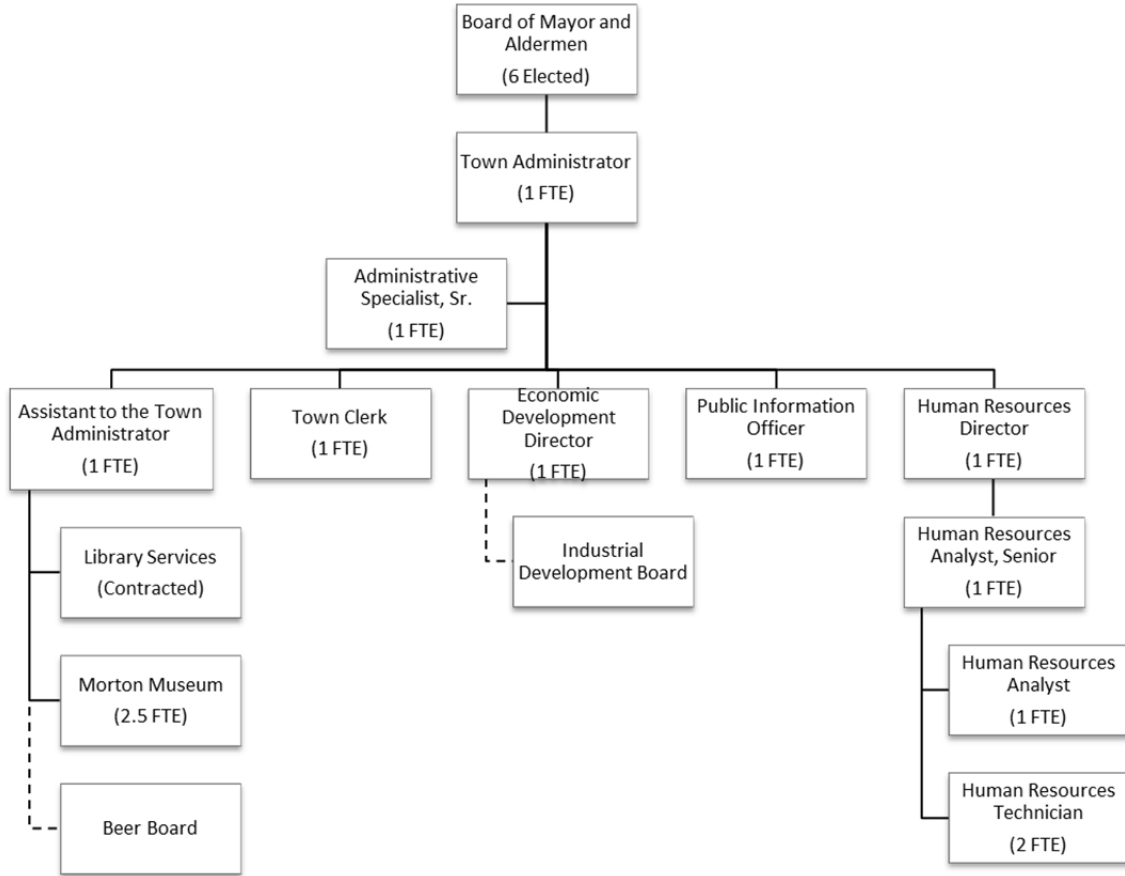 Board of Mayor and
Aldermen
(6 Elected)
Town Administrator
(1 FTE)
Administrative
Specialist, Sr.
(1 FTE)
Assistant to the Town
Administrator
(1 FTE)
Town Clerk
(1 FTE)
Economic
Development
Director
(1 FTE)
Public Information
Officer
(1 FTE)
Human Resources
Director
(1 FTE)
Library Services
(Contracted)
Morton Museum
(2.5 FTE)
Beer Board
Industrial
Development Board
Human Resources
Analyst, Senior
(1 FTE)
Human Resources
Analyst
(1 FTE)
Human Resources
Technician
(2 FTE)